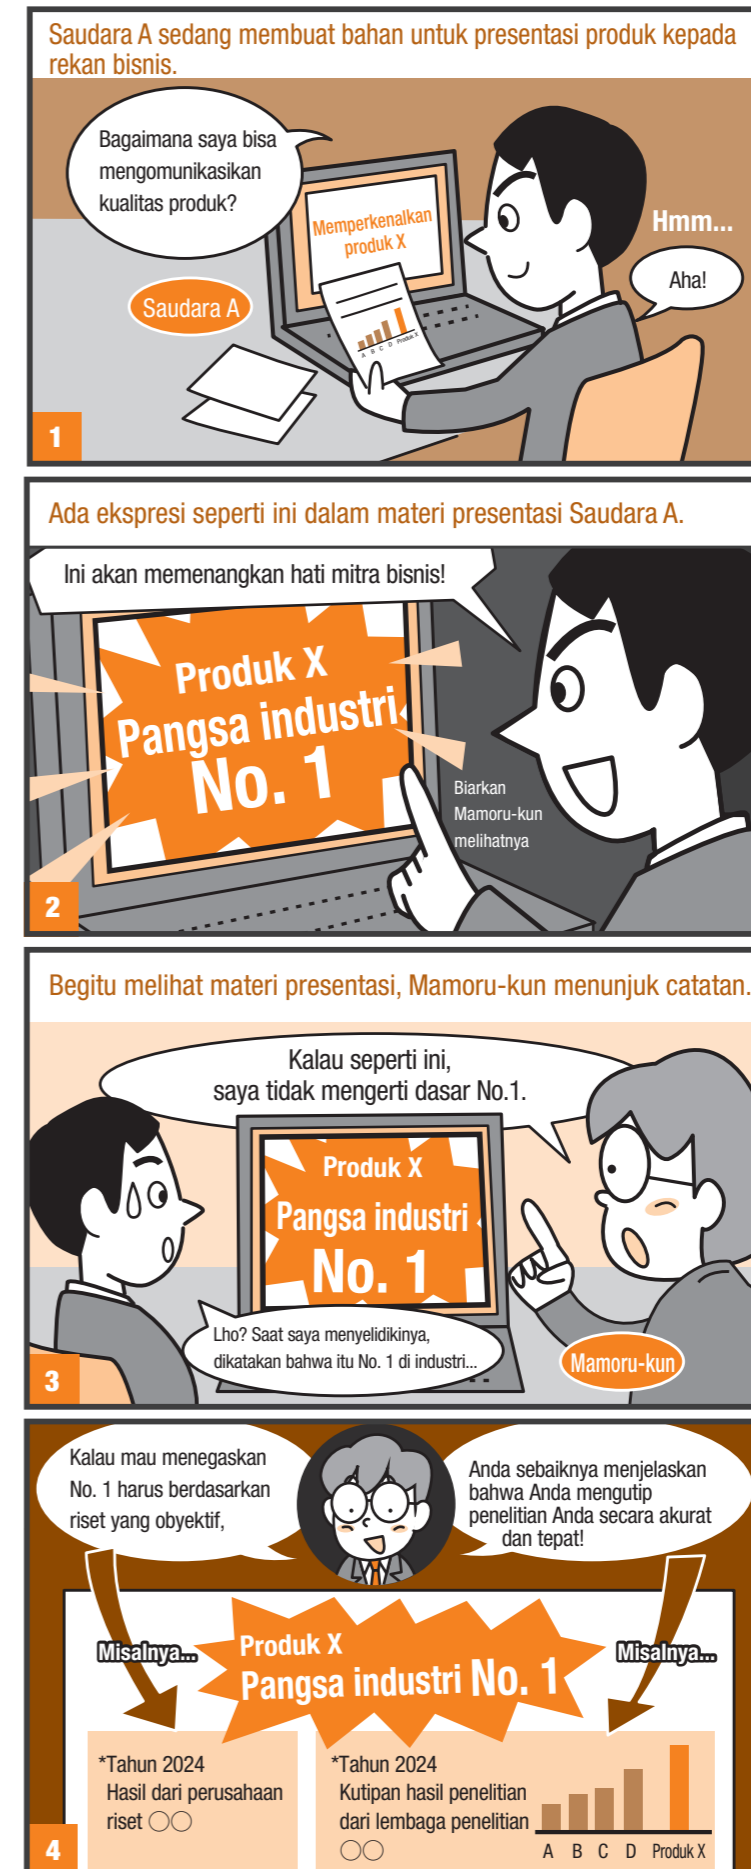 Saudara A sedang membuat bahan untuk presentasi produk kepada
rekan bisnis.
Bagaimana saya bisa
mengomunikasikan
kualitas produk?
Memperkenalkan
produk X
Hmm...
Aha!
Saudara A
A B C D Produk X
1
Ada ekspresi seperti ini dalam materi presentasi Saudara A.
Ini akan memenangkan hati mitra bisnis!
Produk X
Pangsa industri
No. 1
Biarkan
Mamoru-kun
melihatnya
2
Begitu melihat materi presentasi, Mamoru-kun menunjuk catatan.
Kalau seperti ini,
saya tidak mengerti dasar No.1.
Produk X
Pangsa industri
No. 1
Lho? Saat saya menyelidikinya,
dikatakan bahwa itu No. 1 di industri...
Mamoru-kun
3
Kalau mau menegaskan
No. 1 harus berdasarkan
riset yang obyektif,
Anda sebaiknya menjelaskan
bahwa Anda mengutip
penelitian Anda secara akurat
dan tepat!
Misalnya...
Misalnya...
Produk X
Pangsa industri No. 1
*Tahun 2024
Hasil dari perusahaan
riset ○○
*Tahun 2024
Kutipan hasil penelitian
dari lembaga penelitian
○○
A B C D Produk X
4